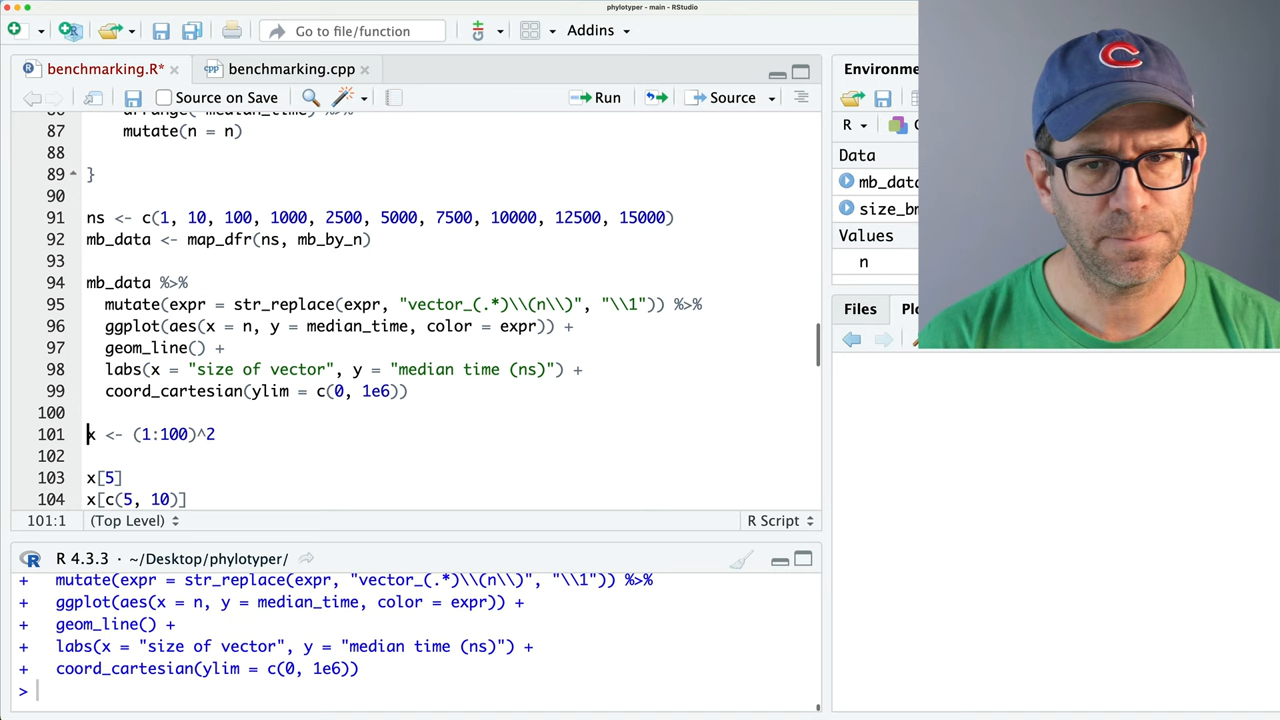 phylotyper - main - RStudio
Go to file/function
Addins
benchmarking.R*
benchmarking.cpp
Source on Save
Run
Source
87 mutate(n = n)
88
89 }
90
91 ns <- c(1, 10, 100, 1000, 2500, 5000, 7500, 10000, 12500, 15000)
92 mb_data <- map_dfr(ns, mb_by_n)
93
94 mb_data %>%
95 mutate(expr = str_replace(expr, "vector_(.*)\\(n\\)", "\\1")) %>%
96 ggplot(aes(x = n, y = median_time, color = expr)) +
97 geom_line() +
98 labs(x = "size of vector", y = "median time (ns)") +
99 coord_cartesian(ylim = c(0, 1e6))
100
101 x <- (1:100)^2
102
103 x[5]
104 x[c(5, 10)]
101:1 (Top Level) R Script
R 4.3.3 · ~/Desktop/phylotyper/
+ mutate(expr = str_replace(expr, "vector_(.*)\\(n\\)", "\\1")) %>%
+ ggplot(aes(x = n, y = median_time, color = expr)) +
+ geom_line() +
+ labs(x = "size of vector", y = "median time (ns)") +
+ coord_cartesian(ylim = c(0, 1e6))
>
Environme
R
Data
mb_data
size_b
Values
n
Files
Pl
C